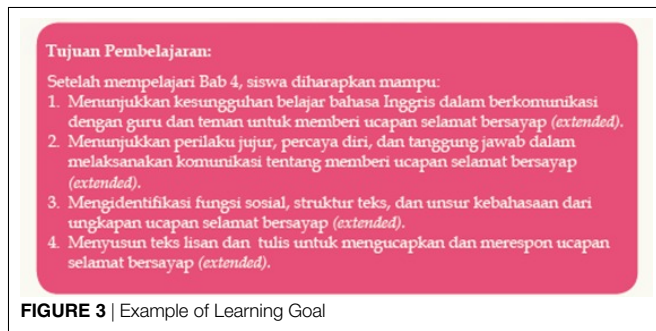 Tujuan Pembelajaran:
Setelah mempelajari Bab 4, siswa diharapkan mampu:
1. Menunjukkan kesungguhan belajar bahasa Inggris dalam berkomunikasi
dengan guru dan teman untuk memberi ucapan selamat bersayap (extended).
2. Menunjukkan perilaku jujur, percaya diri, dan tanggung jawab dalam
melaksanakan komunikasi tentang memberi ucapan selamat bersayap
(extended).
3. Mengidentifikasi fungsi sosial, struktur teks, dan unsur kebahasaan dari
ungkapan ucapan selamat bersayap (extended).
4. Menyusun teks lisan dan tulis untuk mengucapkan dan merespon ucapan
selamat bersayap (extended).
FIGURE 3 | Example of Learning Goal